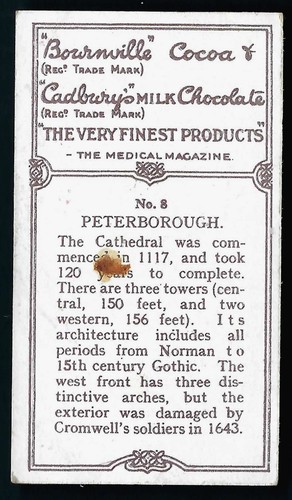 "Bournville" Cocoa &
(REGD. TRADE MARK)
"Cadbury's" MILK Chocolate
(REGD. TRADE MARK)
"THE VERY FINEST PRODUCTS"
- THE MEDICAL MAGAZINE.
No. 8
PETERBOROUGH.
The Cathedral was com-
menced in 1117, and took
120 years to complete.
There are three towers (cen-
tral, 150 feet, and two
western, 156 feet). Its
architecture includes all
periods from Norman to
15th century Gothic. The
west front has three dis-
tinctive arches, but the
exterior was damaged by
Cromwell's soldiers in 1643.